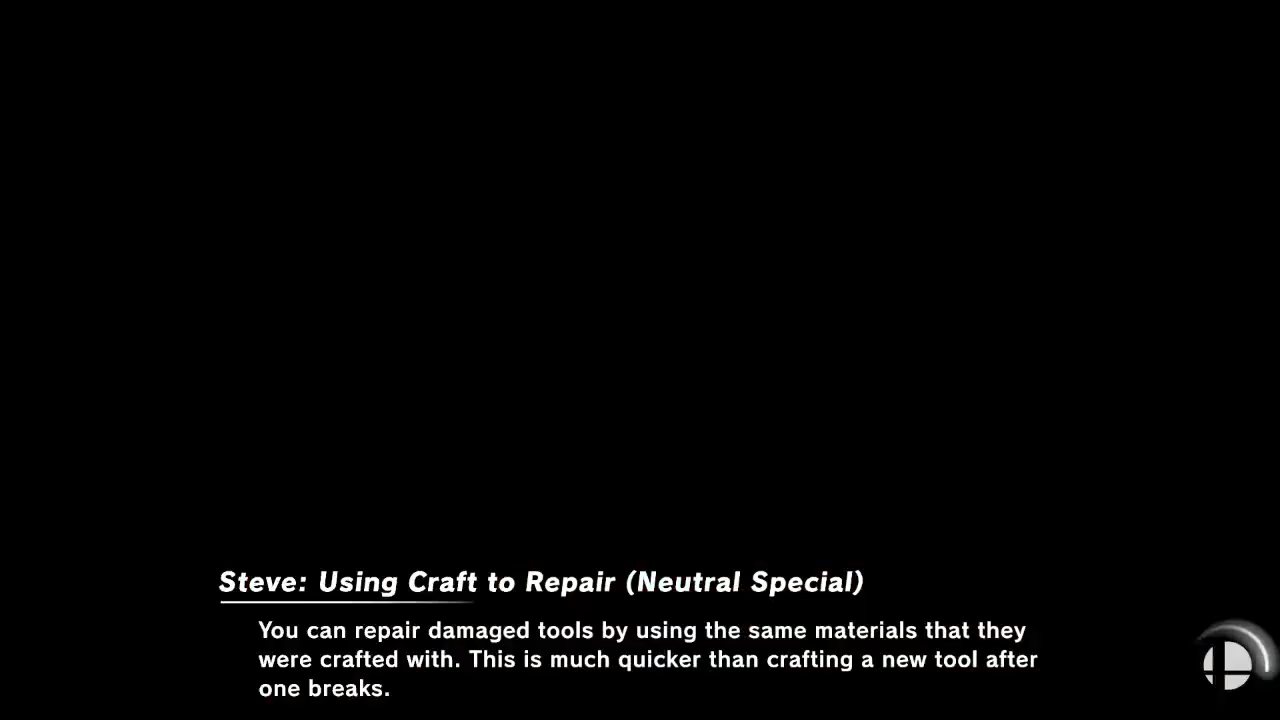 Steve: Using Craft to Repair (Neutral Special)
You can repair damaged tools by using the same materials that they
were crafted with. This is much quicker than crafting a new tool after
one breaks.